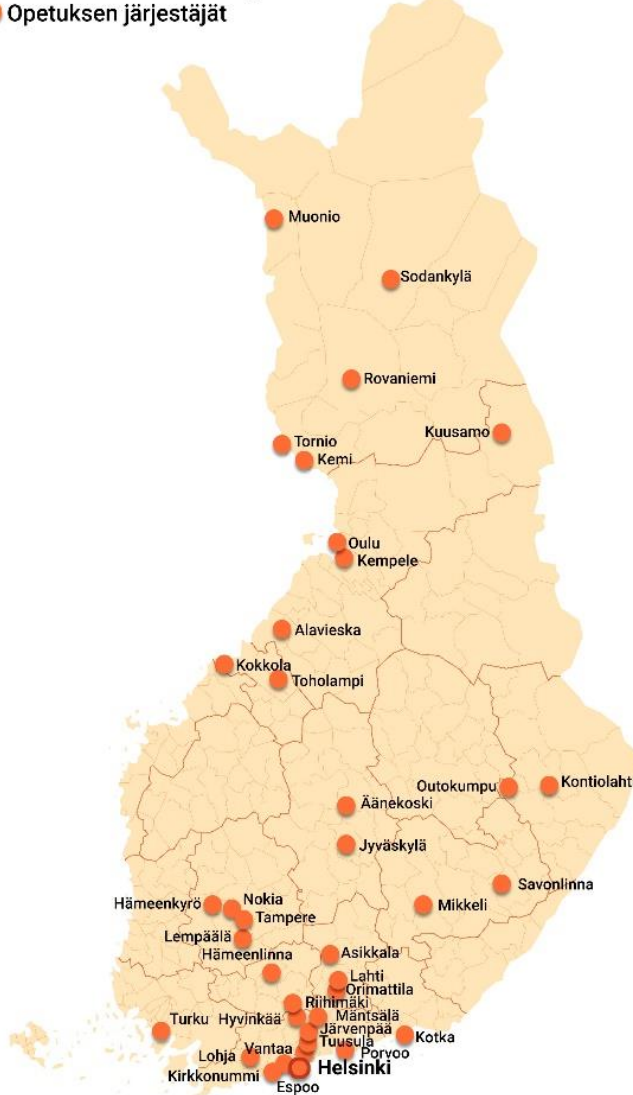 Opetuksen järjestäjät
Muonio
Sodankylä
Rovaniemi
Kuusamo
Tornio
Kemi
Oulu
Kempele
Alavieska
Kokkola
Toholampi
Outokumpu
Kontiolaht
Äänekoski
Jyväskylä
Savonlinna
Mikkeli
Hämeenkyrö
Nokia
Tampere
Lempäälä
Hämeenlinna
Asikkala
Lahti
Orimattila
Riihimäki
Mäntsälä
Turku
Hyvinkää
Järvenpää
Kotka
Tuusula
Vantaa
Porvoo
Lohja
Helsinki
Kirkkonummi
Espoo